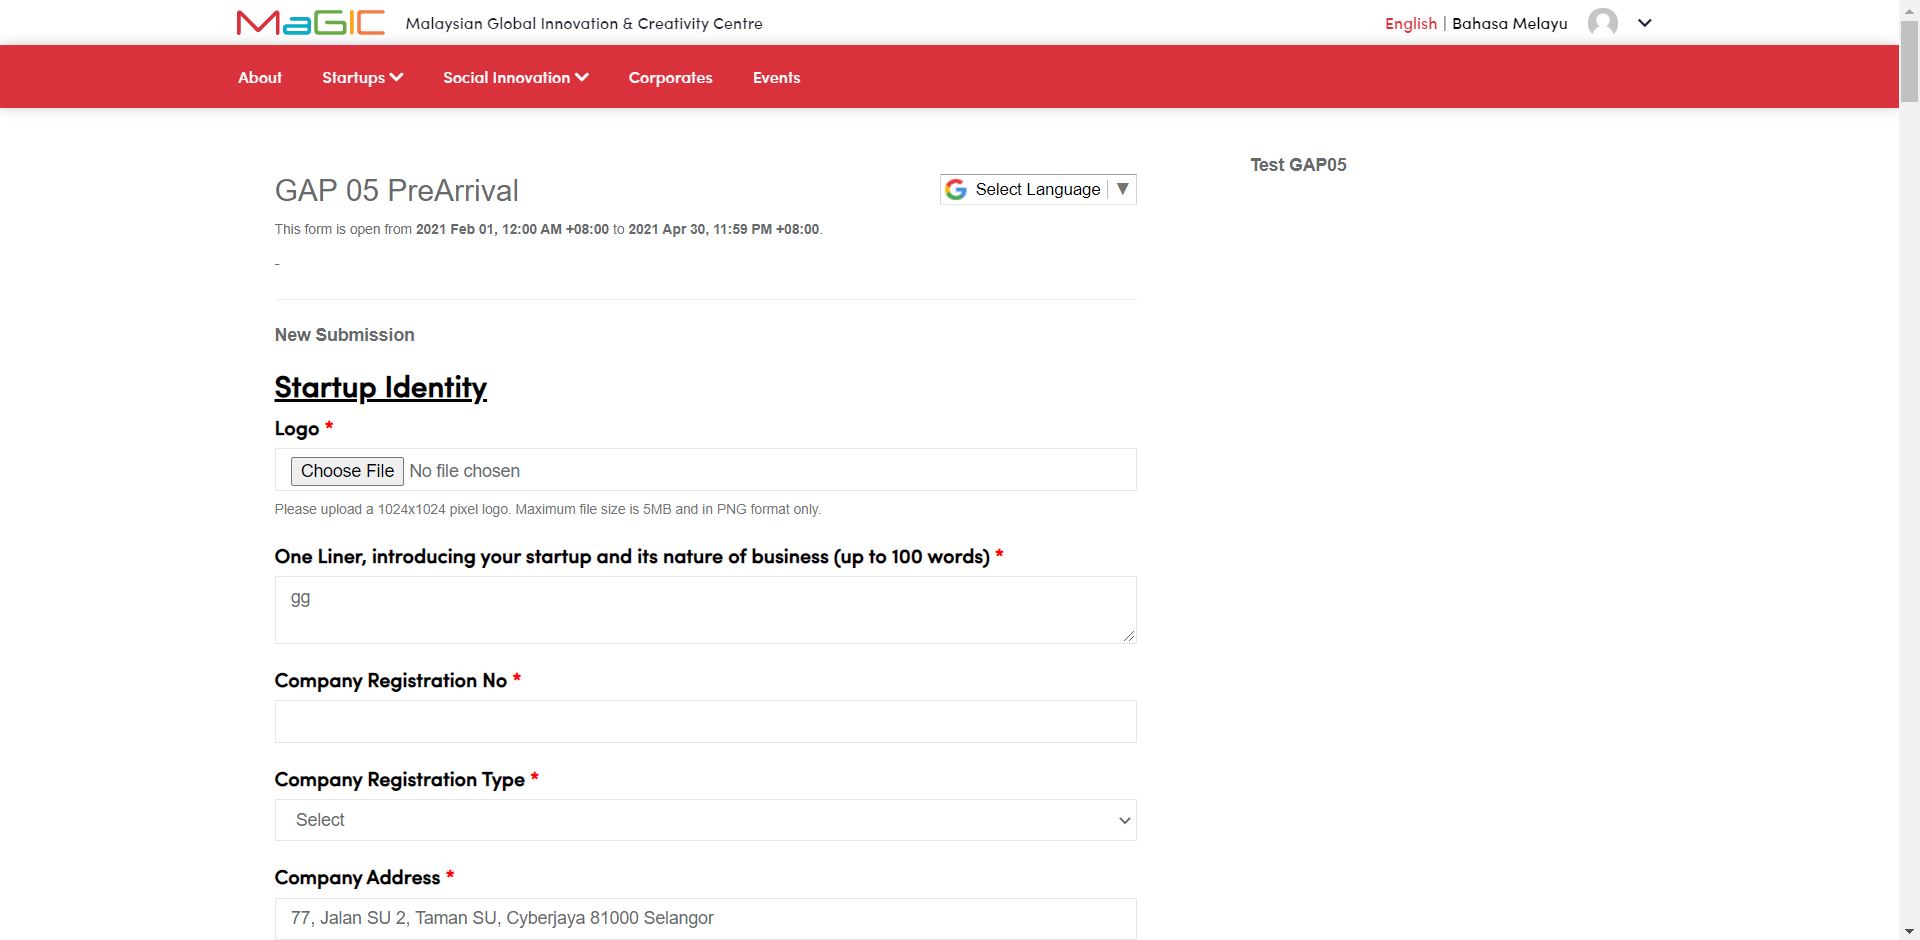 MaGIC Malaysian Global Innovation & Creativity Centre English | Bahasa Melayu
About Startups Social Innovation Corporates Events
Test GAP05
GAP 05 PreArrival
Select Language ▼
This form is open from 2021 Feb 01, 12:00 AM +08:00 to 2021 Apr 30, 11:59 PM +08:00.
-
New Submission
Startup Identity
Logo *
Choose File No file chosen
Please upload a 1024x1024 pixel logo. Maximum file size is 5MB and in PNG format only.
One Liner, introducing your startup and its nature of business (up to 100 words) *
gg
Company Registration No *
Company Registration Type *
Select
Company Address *
77, Jalan SU 2, Taman SU, Cyberjaya 81000 Selangor